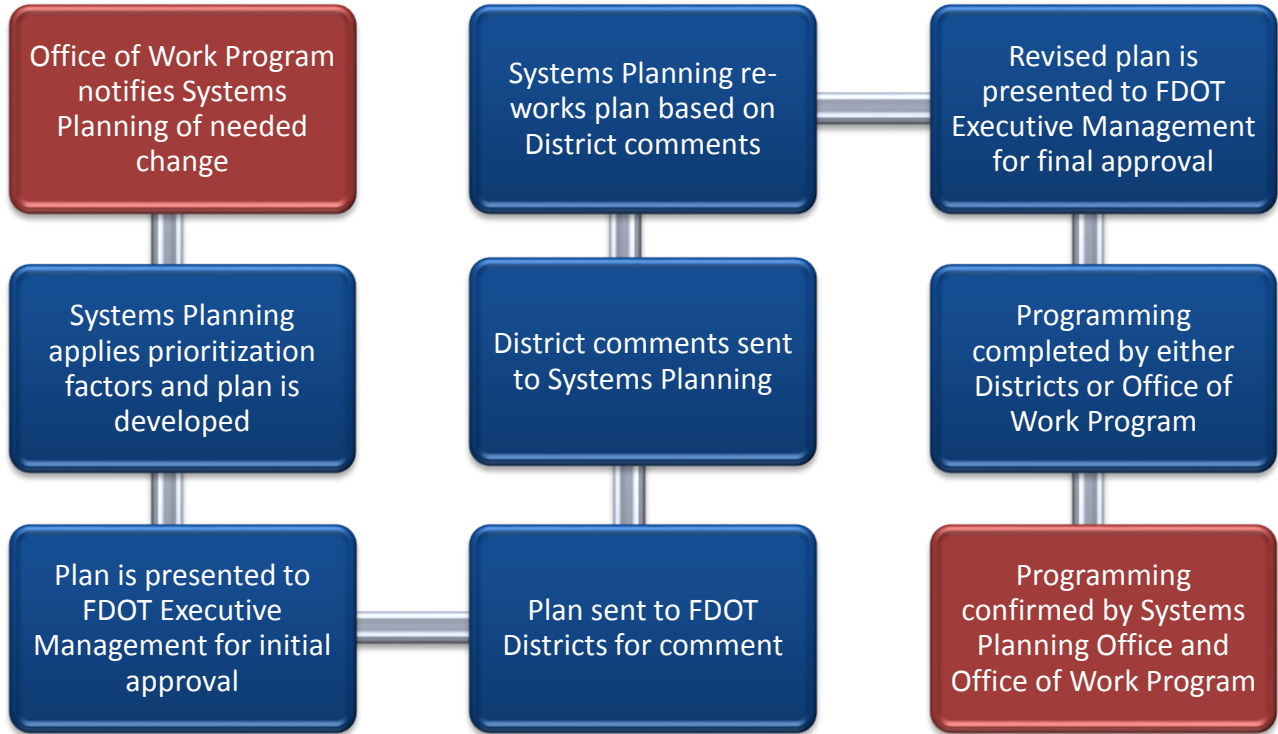 Office of Work Program
notifies Systems
Planning of needed
change
Systems Planning
applies prioritization
factors and plan is
developed
Plan is presented to
FDOT Executive
Management for initial
approval
Plan sent to FDOT
Districts for comment
District comments sent
to Systems Planning
Systems Planning re-
works plan based on
District comments
Revised plan is
presented to FDOT
Executive Management
for final approval
Programming
completed by either
Districts or Office of
Work Program
Programming
confirmed by Systems
Planning Office and
Office of Work Program